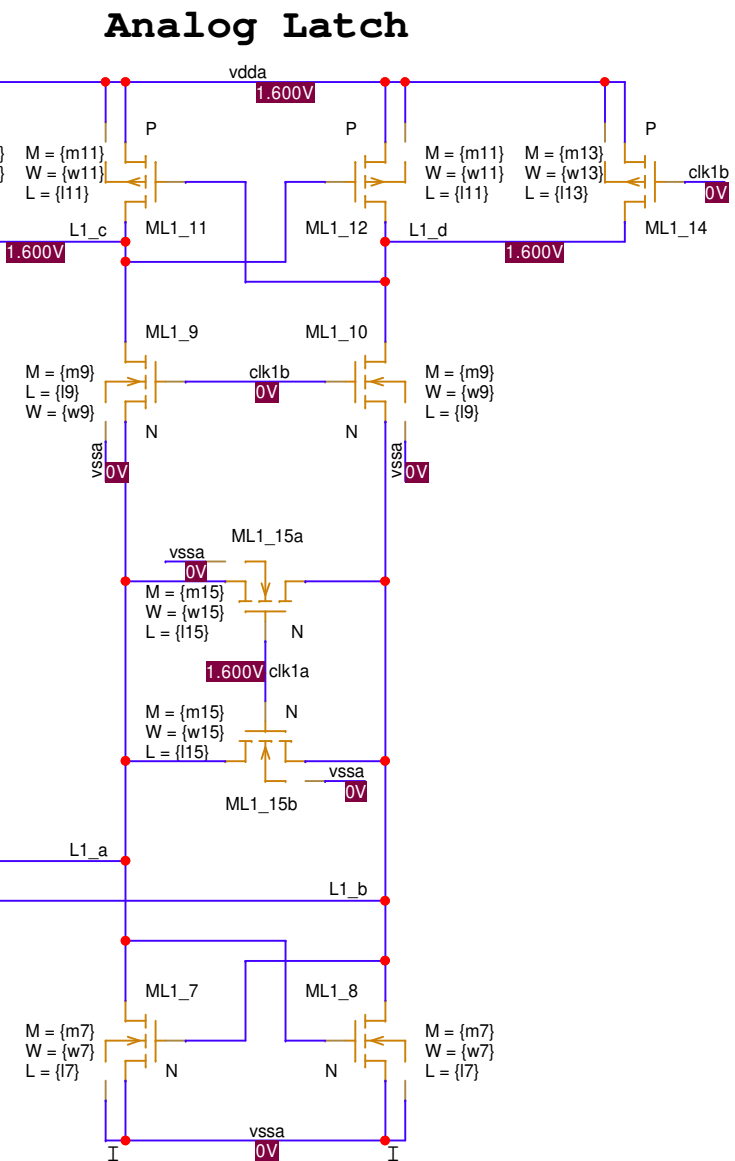 Analog Latch
vdda
1.600V
P
P
P
}
M = {m11}
W = {w11}
L = {l11}
M = {m11}
W = {w11}
L = {l11}
M = {m13}
W = {w13}
L = {l13}
clk1b
0V
L1_c
ML1_11
ML1_12
L1_d
ML1_14
1.600V
1.600V
ML1_9
ML1_10
M = {m9}
L = {l9}
W = {w9}
clk1b
0V
M = {m9}
W = {w9}
L = {l9}
N
N
vssa
0V
vssa
0V
ML1_15a
vssa
0V
M = {m15}
W = {w15}
L = {l15}
N
1.600V
clk1a
M = {m15}
W = {w15}
L = {l15}
N
vssa
0V
ML1_15b
L1_a
L1_b
ML1_7
ML1_8
M = {m7}
W = {w7}
L = {l7}
N
N
M = {m7}
W = {w7}
L = {l7}
vssa
0V
I
I